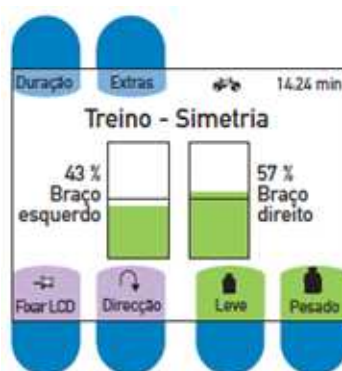 Duração Extras 14.24 min
Treino - Simetria
43 %
Braço
esquerdo
57 %
Braço
direito
Fixar LCD Direcção Leve Pesado